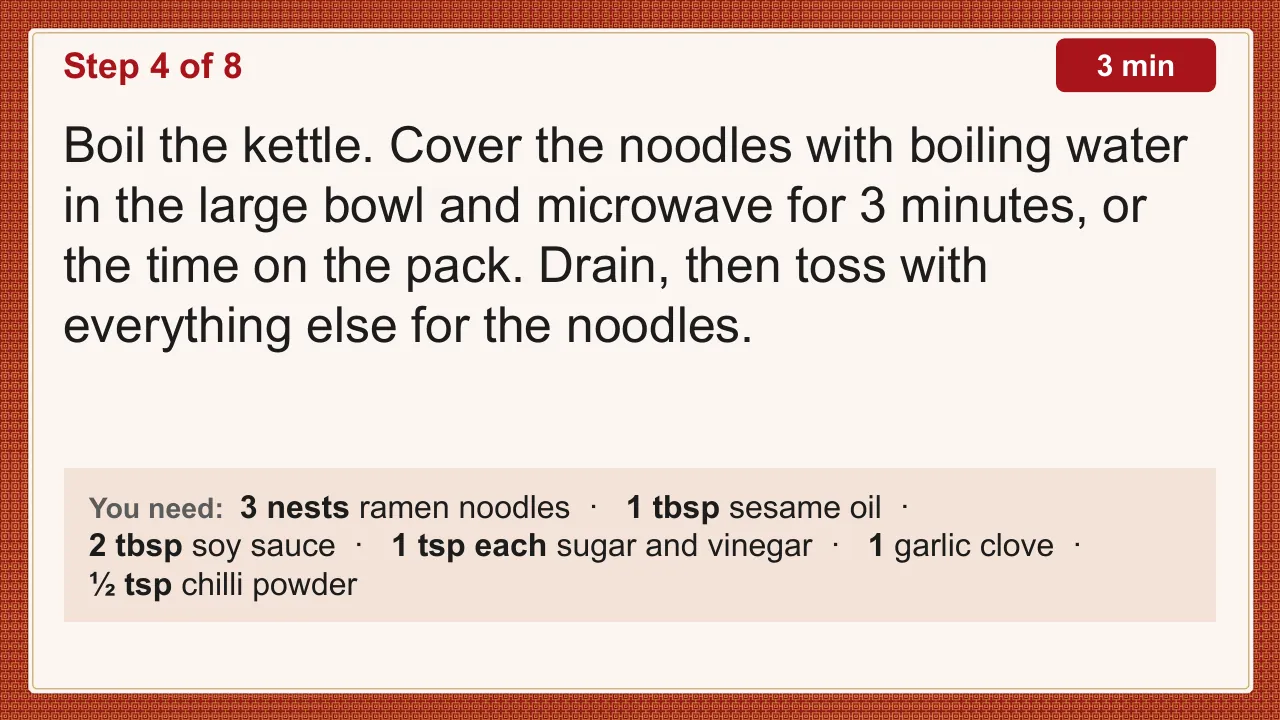 Step 4 of 8
3 min
Boil the kettle. Cover the noodles with boiling water
in the large bowl and microwave for 3 minutes, or
the time on the pack. Drain, then toss with
everything else for the noodles.
You need: 3 nests ramen noodles · 1 tbsp sesame oil ·
2 tbsp soy sauce · 1 tsp each sugar and vinegar · 1 garlic clove ·
½ tsp chilli powder